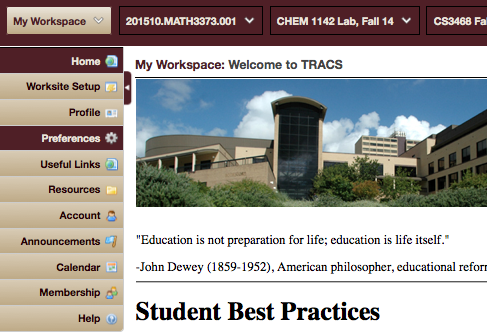 My Workspace
201510.MATH3373.001
CHEM 1142 Lab, Fall 14
CS3468 Fa
Home
Worksite Setup
Profile
Preferences
Useful Links
Resources
Account
Announcements
Calendar
Membership
Help
My Workspace: Welcome to TRACS
"Education is not preparation for life; education is life itself."
-John Dewey (1859-1952), American philosopher, educational refor
Student Best Practices